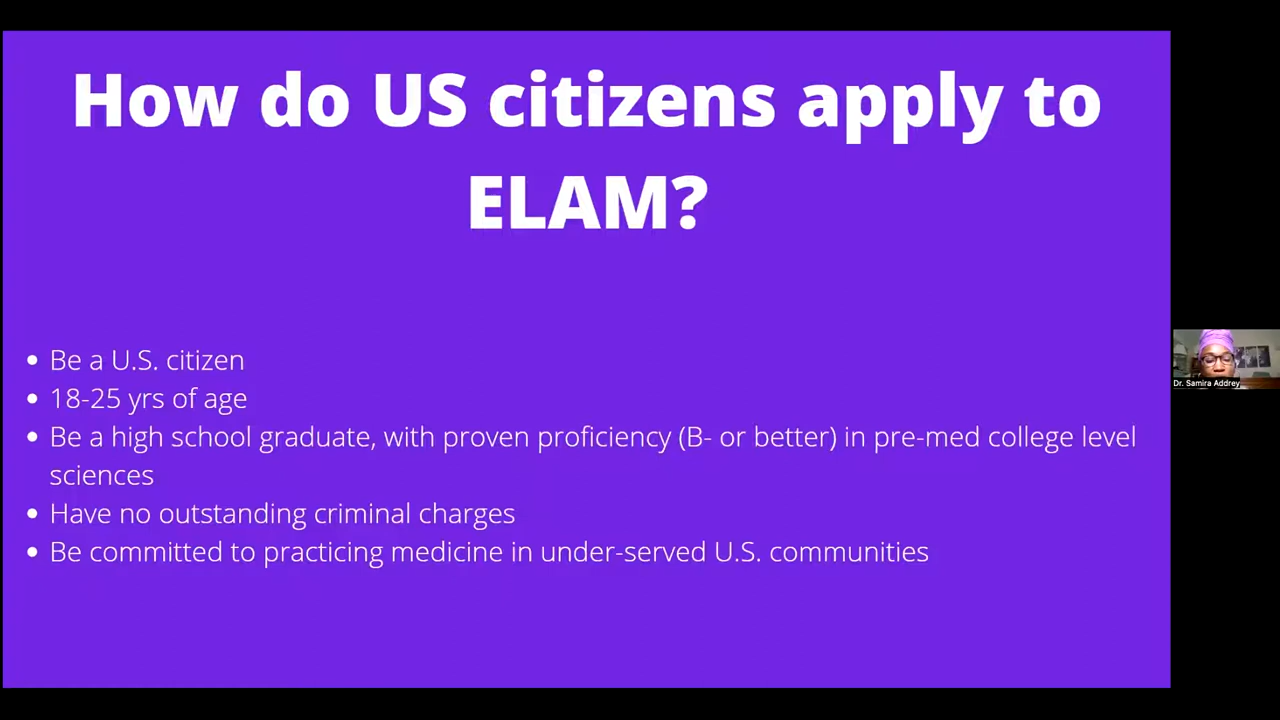 How do US citizens apply to
ELAM?
• Be a U.S. citizen
• 18-25 yrs of age
• Be a high school graduate, with proven proficiency (B- or better) in pre-med college level
sciences
• Have no outstanding criminal charges
• Be committed to practicing medicine in under-served U.S. communities
Dr. Samira Addrey